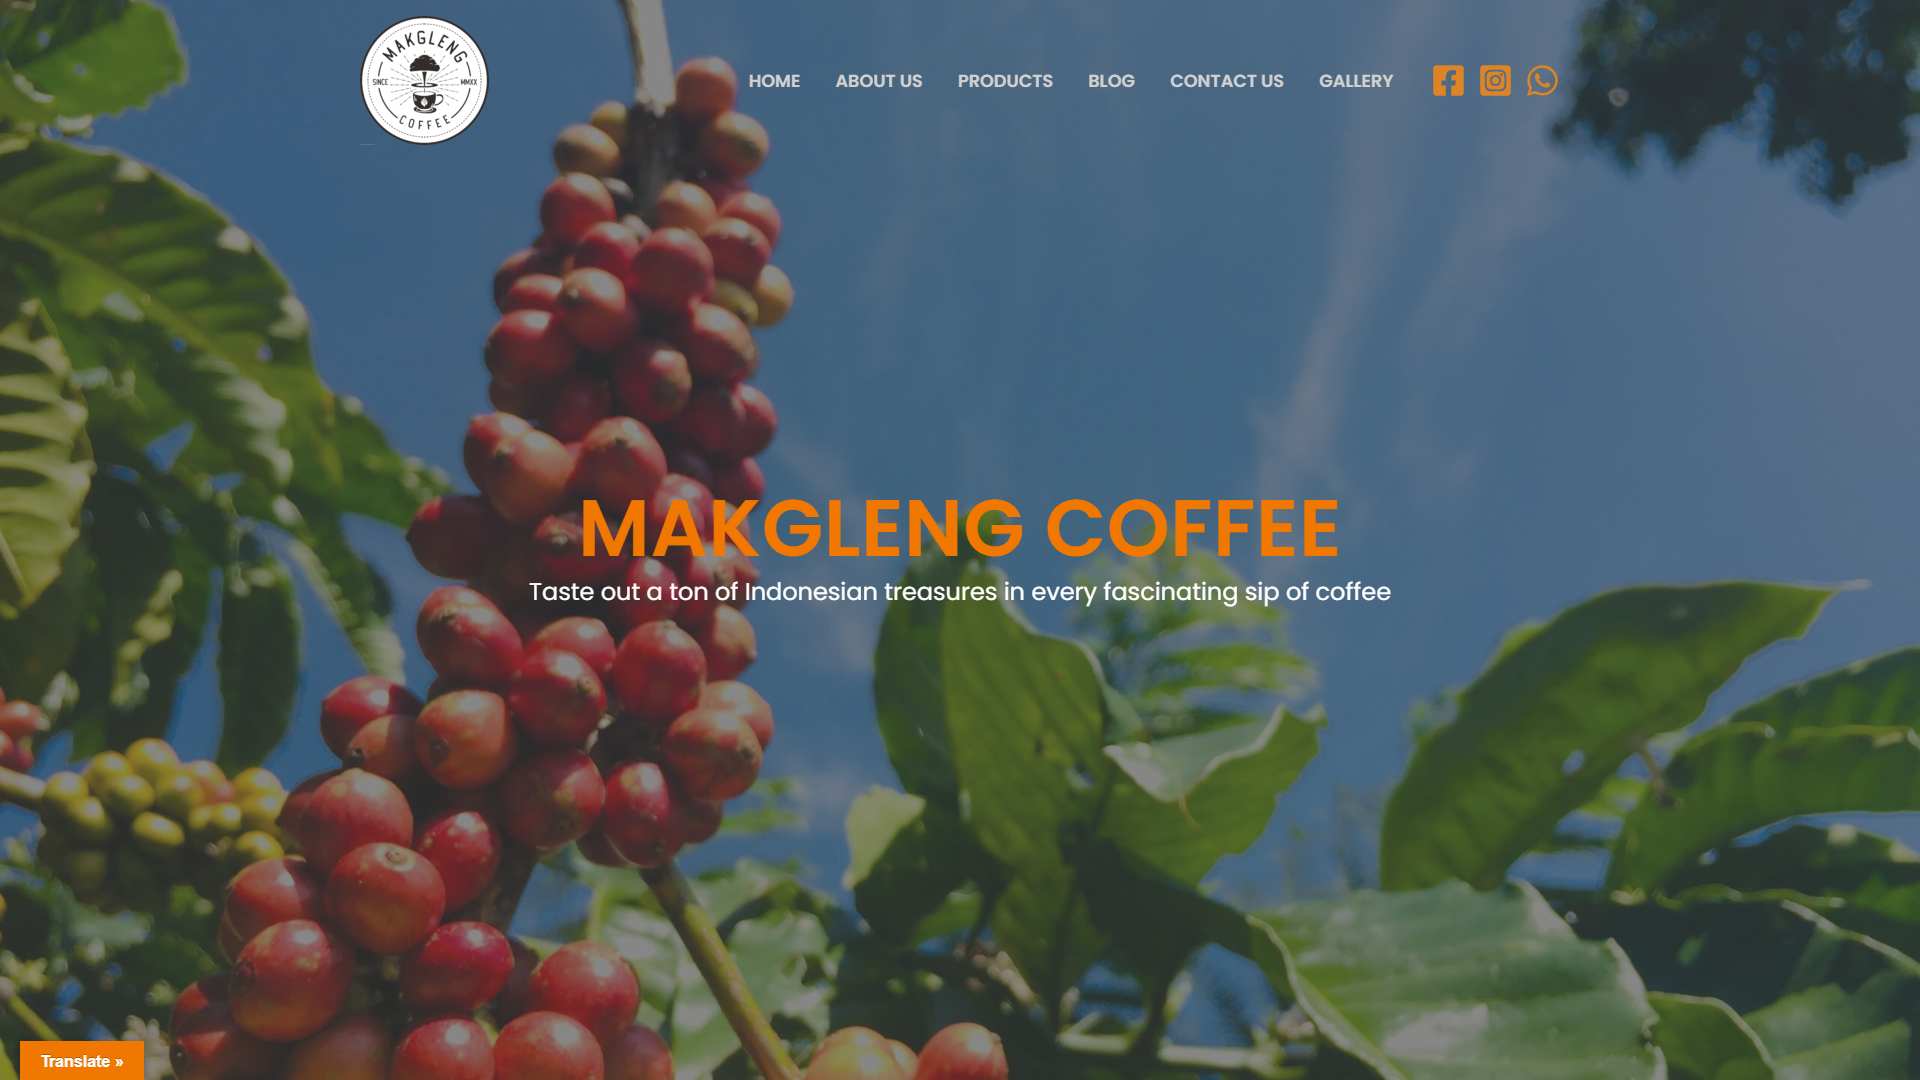 MAKGLENG
SINCE MMXX
COFFEE
HOME ABOUT US PRODUCTS BLOG CONTACT US GALLERY
MAKGLENG COFFEE
Taste out a ton of Indonesian treasures in every fascinating sip of coffee
Translate »